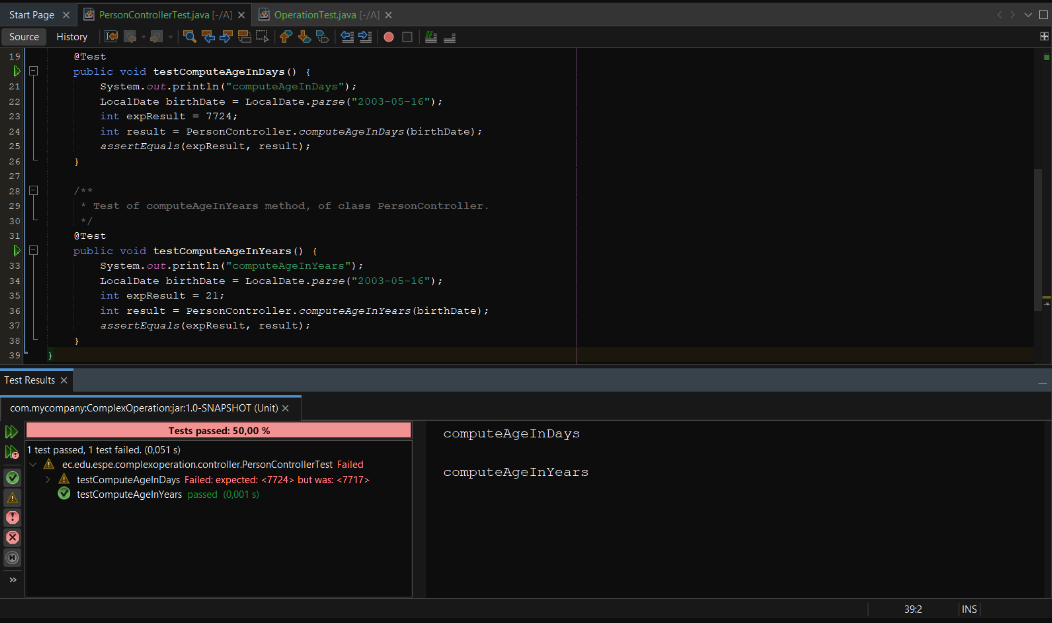 Start Page
PersonControllerTest.java [-/A]
OperationTest.java [-/A]
Source History
19 @Test
public void testComputeAgeInDays() {
21 System.out.println("computeAgeInDays");
22 LocalDate birthDate = LocalDate.parse("2003-05-16");
23 int expResult = 7724;
24 int result = PersonController.computeAgeInDays(birthDate);
25 assertEquals(expResult, result);
26 }
27
28 /**
29 * Test of computeAgeInYears method, of class PersonController.
30 */
31 @Test
public void testComputeAgeInYears() {
33 System.out.println("computeAgeInYears");
34 LocalDate birthDate = LocalDate.parse("2003-05-16");
35 int expResult = 21;
36 int result = PersonController.computeAgeInYears(birthDate);
37 assertEquals(expResult, result);
38 }
39 }
Test Results
com.mycompany:ComplexOperation:jar:1.0-SNAPSHOT (Unit)
Tests passed: 50,00 %
1 test passed, 1 test failed. (0,051 s)
ec.edu.espe.complexoperation.controller.PersonControllerTest Failed
testComputeAgeInDays Failed: expected: <7724> but was: <7717>
testComputeAgeInYears passed (0,001 s)
computeAgeInDays
computeAgeInYears
39:2 INS